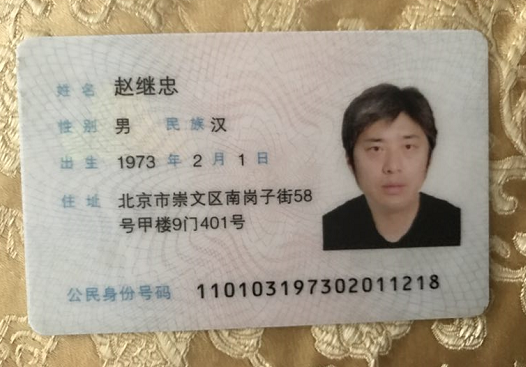 姓名 赵继忠
性别 男 民族 汉
出生 1973 年 2 月 1 日
住址 北京市崇文区南岗子街58
号甲楼9门401号
公民身份号码 110103197302011218